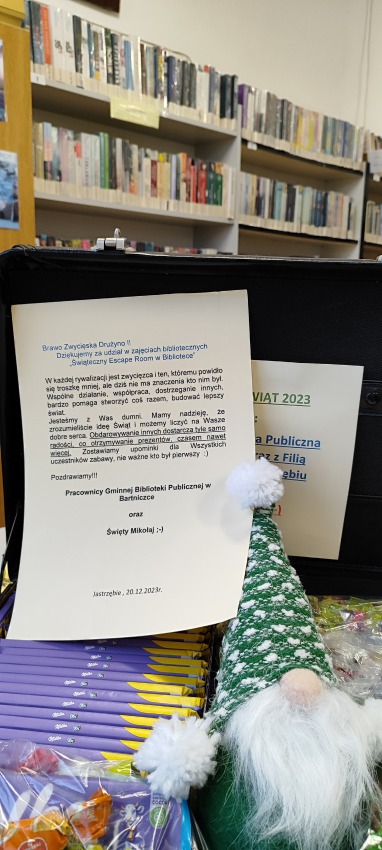 Brawo Zwycięska Drużyno !!
Dziękujemy za udział w zajęciach bibliotecznych
„Świąteczny Escape Room w Bibliotece”
W każdej rywalizacji jest zwycięzca i ten, któremu powidło
się troszkę mniej, ale dziś nie ma znaczenia kto nim był.
Wspólne działanie, współpraca, dostrzeganie innych,
bardzo pomaga stworzyć coś razem, budować lepszy
świat.
Jesteśmy z Was dumni. Mamy nadzieję, że
zrozumieliście ideę Świąt i możemy liczyć na Wasze
dobre serca. Obdarowywanie innych dostarcza tyle samo
radości, co otrzymywanie prezentów, czasem nawet
więcej. Zostawiamy upominki dla Wszystkich
uczestników zabawy, nie ważne kto był pierwszy :)
Pozdrawiamy!!!
Pracownicy Gminnej Biblioteki Publicznej w
Bartniczce
oraz
Święty Mikołaj ;-)
Jastrzębie , 20.12.2023r.
WIĄT 2023
a Publiczna
z Filią
ębiu
Milka